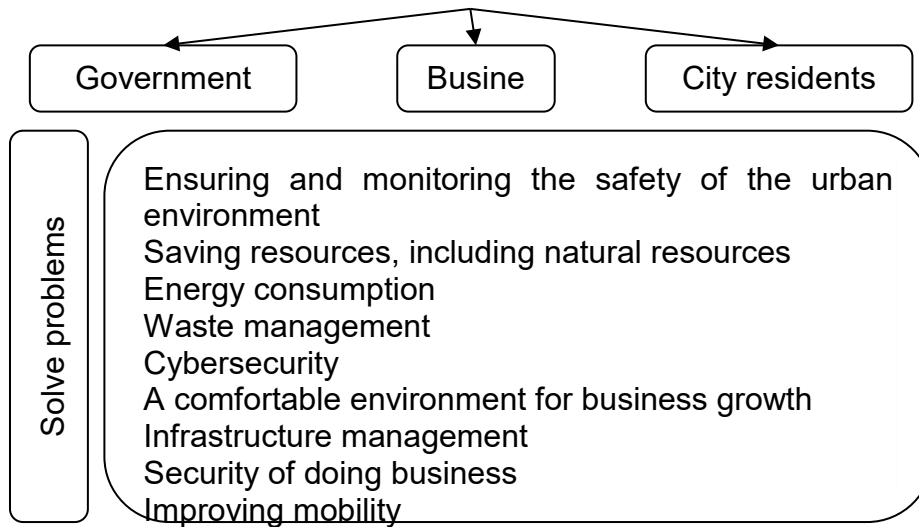 Government
Busine
City residents
Solve problems
Ensuring and monitoring the safety of the urban
environment
Saving resources, including natural resources
Energy consumption
Waste management
Cybersecurity
A comfortable environment for business growth
Infrastructure management
Security of doing business
Improving mobility